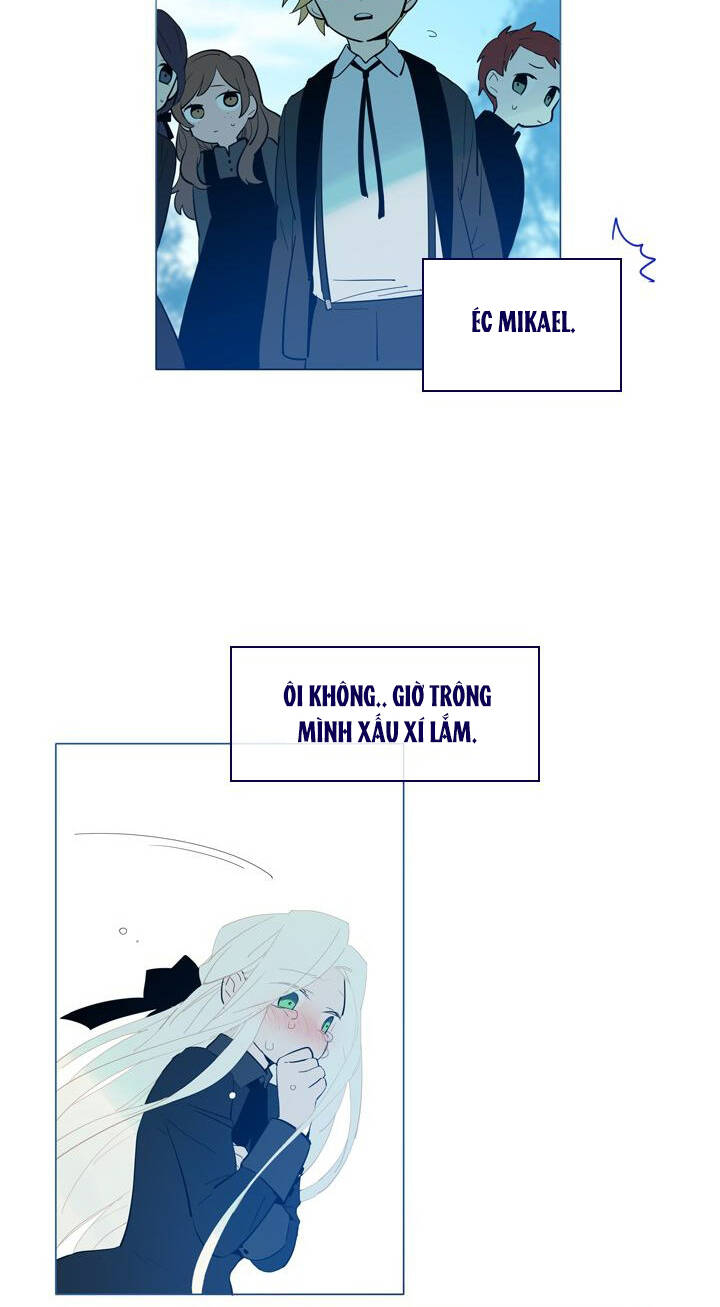 ÉC MIKAEL.
ÔI KHÔNG.. GIỜ TRÔNG
MÌNH XẤU XÍ LẮM.